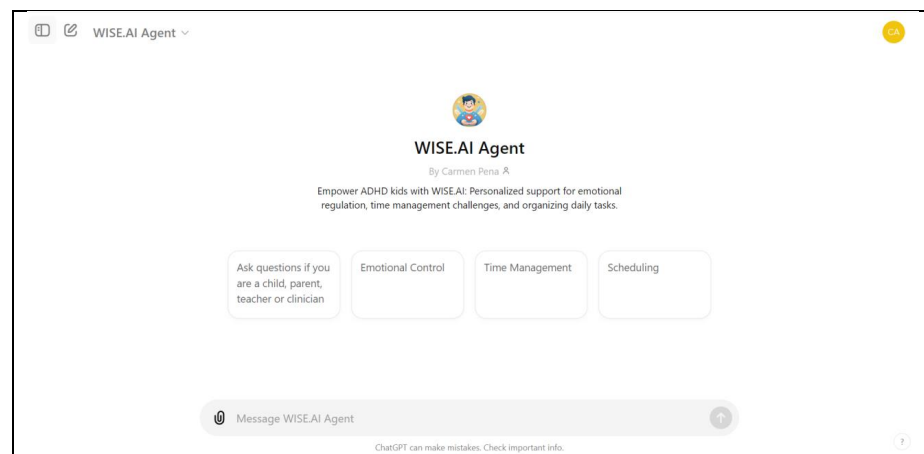 WISE.AI Agent
CA
WISE.AI Agent
By Carmen Pena
Empower ADHD kids with WISE.AI: Personalized support for emotional
regulation, time management challenges, and organizing daily tasks.
Ask questions if you
are a child, parent,
teacher or clinician
Emotional Control
Time Management
Scheduling
Message WISE.AI Agent
ChatGPT can make mistakes. Check important info.
?